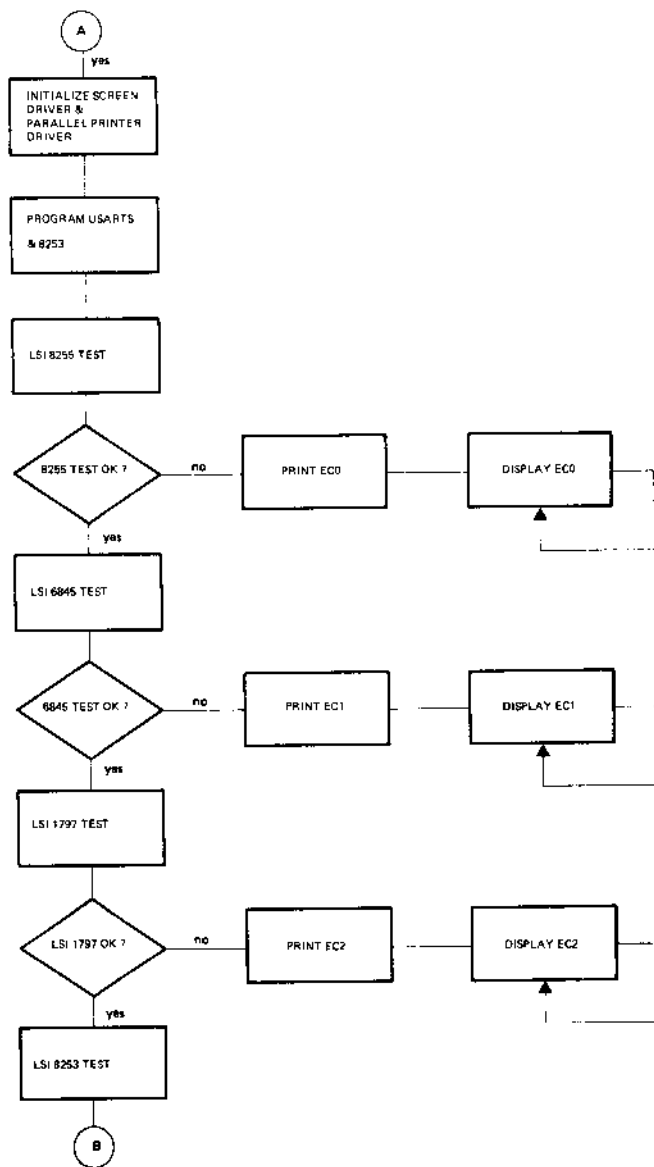 A
yes
INITIALIZE SCREEN
DRIVER &
PARALLEL PRINTER
DRIVER
PROGRAM USARTS
& 8253
LSI 8255 TEST
8255 TEST OK ?
no
PRINT EC0
DISPLAY EC0
yes
LSI 6845 TEST
6845 TEST OK ?
no
PRINT EC1
DISPLAY EC1
yes
LSI 1797 TEST
LSI 1797 OK ?
no
PRINT EC2
DISPLAY EC2
yes
LSI 8253 TEST
B